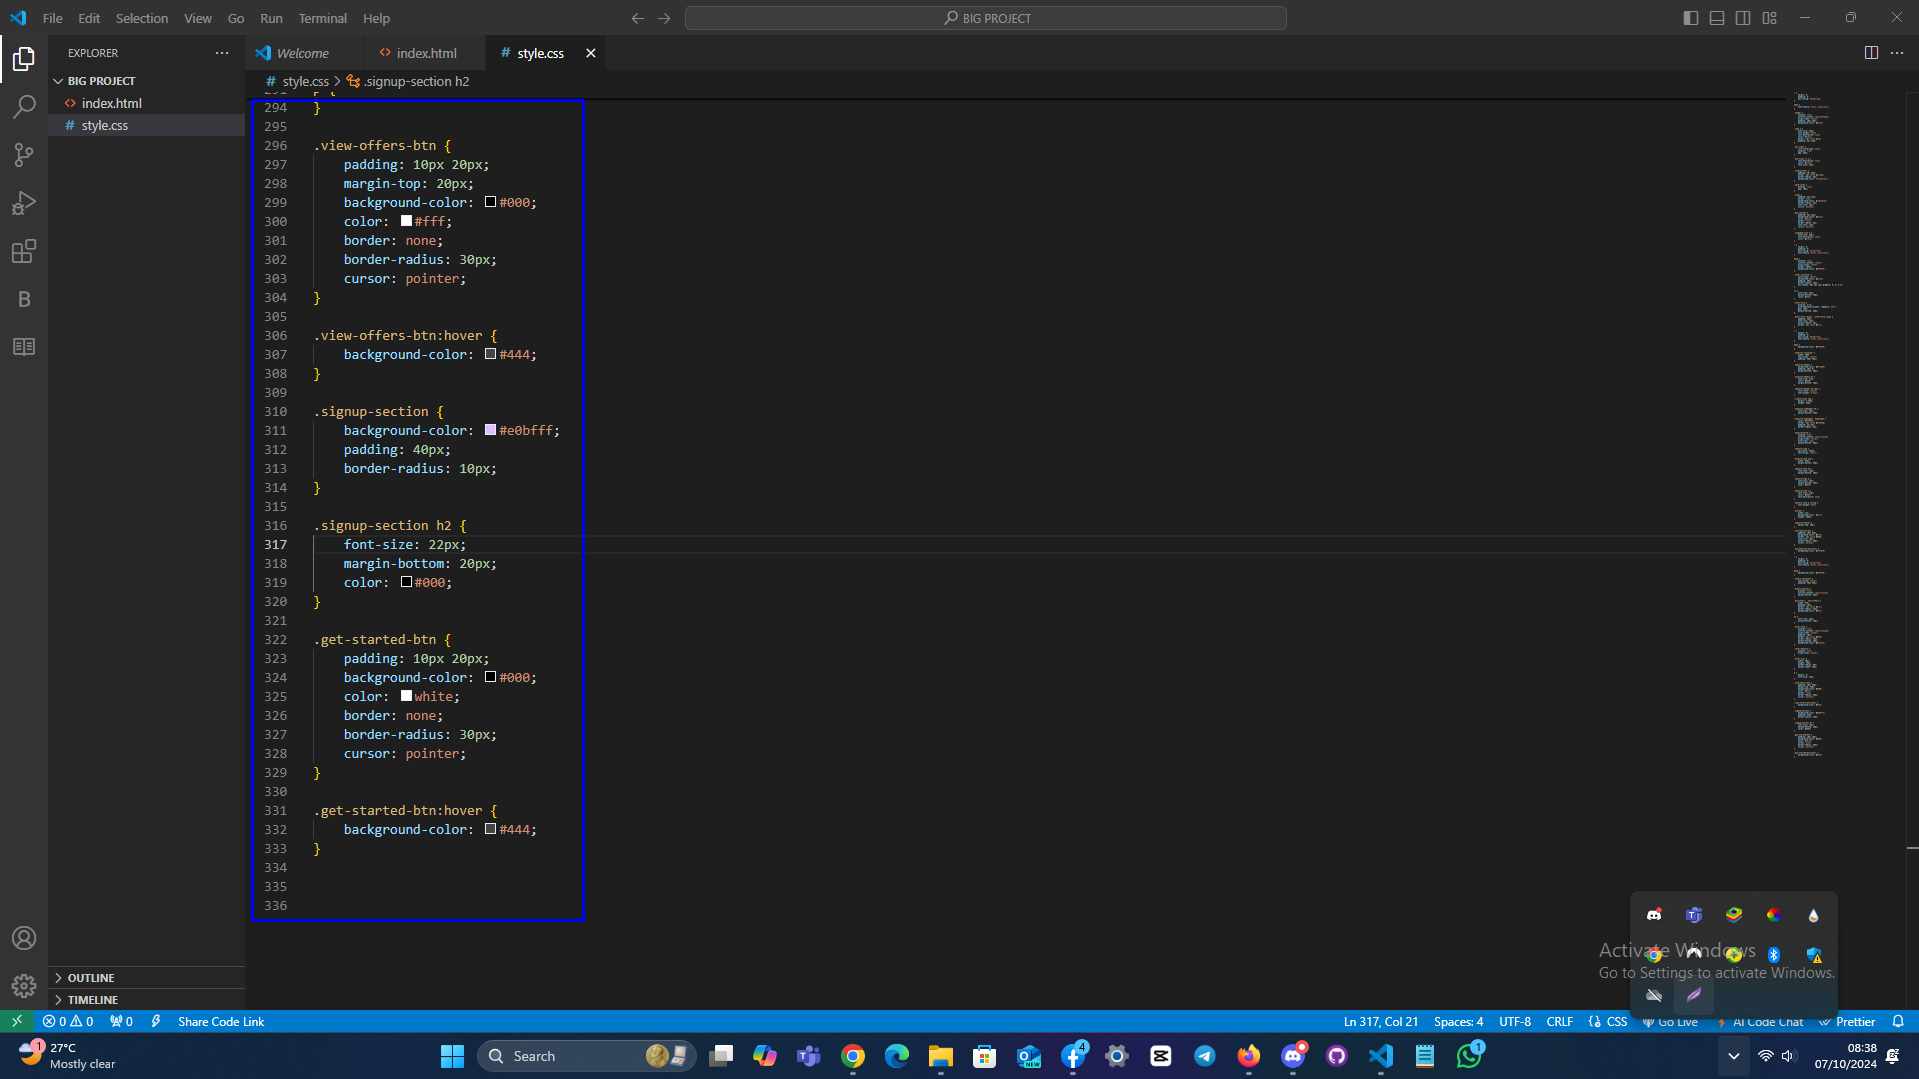 File Edit Selection View Go Run Terminal Help
BIG PROJECT
EXPLORER
BIG PROJECT
index.html
style.css
Welcome
index.html
style.css
style.css > .signup-section h2
294 }
295
296 .view-offers-btn {
297 padding: 10px 20px;
298 margin-top: 20px;
299 background-color: #000;
300 color: #fff;
301 border: none;
302 border-radius: 30px;
303 cursor: pointer;
304 }
305
306 .view-offers-btn:hover {
307 background-color: #444;
308 }
309
310 .signup-section {
311 background-color: #e0bfff;
312 padding: 40px;
313 border-radius: 10px;
314 }
315
316 .signup-section h2 {
317 font-size: 22px;
318 margin-bottom: 20px;
319 color: #000;
320 }
321
322 .get-started-btn {
323 padding: 10px 20px;
324 background-color: #000;
325 color: white;
326 border: none;
327 border-radius: 30px;
328 cursor: pointer;
329 }
330
331 .get-started-btn:hover {
332 background-color: #444;
333 }
334
335
336
OUTLINE
TIMELINE
Activate Windows
Go to Settings to activate Windows.
0 0 0 Share Code Link
Ln 317, Col 21 Spaces: 4 UTF-8 CRLF {} CSS Go Live AI Code Chat Prettier
1
27°C
Mostly clear
Search
NEW
4
1
08:38
07/10/2024